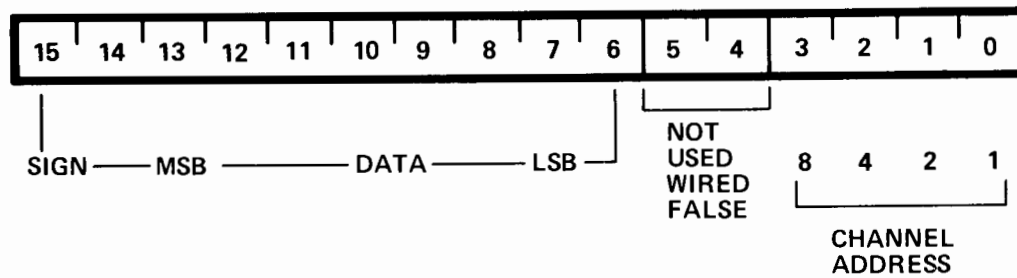 15 14 13 12 11 10 9 8 7 6 5 4 3 2 1 0
SIGN MSB DATA LSB
NOT
USED
WIRED
FALSE
8 4 2 1
CHANNEL
ADDRESS